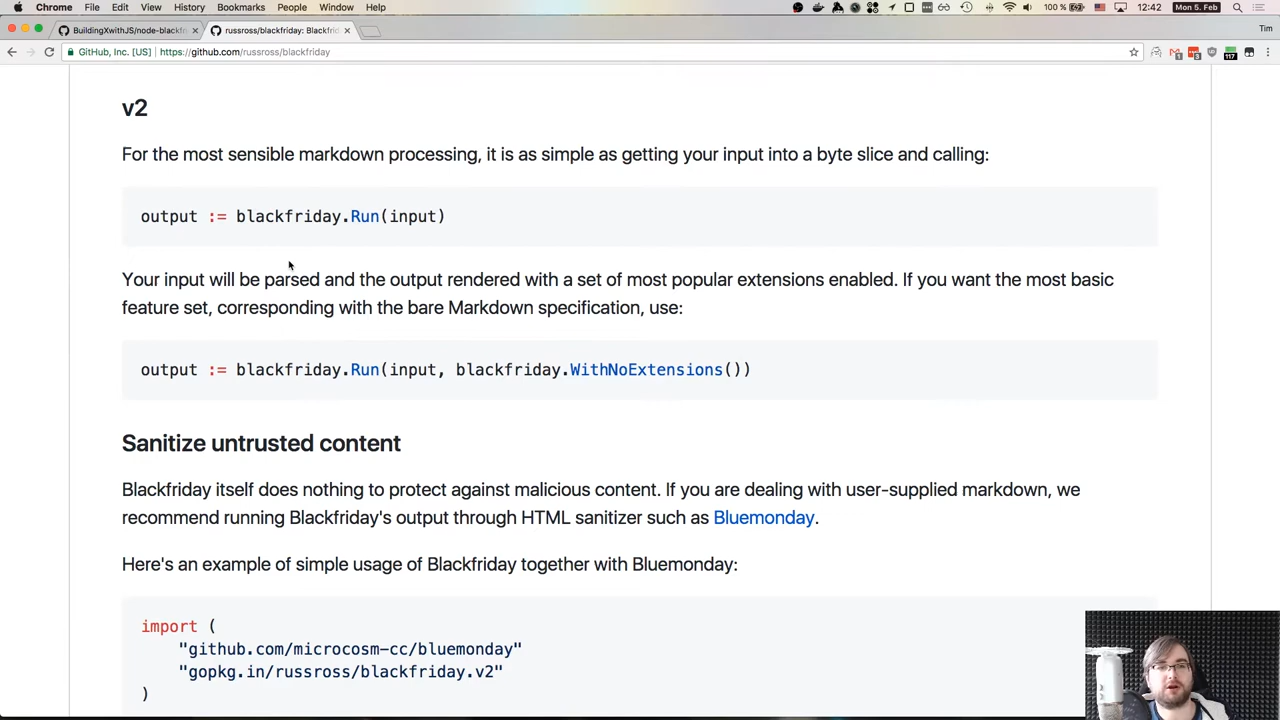 Chrome File Edit View History Bookmarks People Window Help 100 % 12:42 Mon 5. Feb
BuildingXwithJS/node-blackfr russross/blackfriday: Blackfrid Tim
GitHub, Inc. [US] https://github.com/russross/blackfriday
v2
For the most sensible markdown processing, it is as simple as getting your input into a byte slice and calling:
output := blackfriday.Run(input)
Your input will be parsed and the output rendered with a set of most popular extensions enabled. If you want the most basic
feature set, corresponding with the bare Markdown specification, use:
output := blackfriday.Run(input, blackfriday.WithNoExtensions())
Sanitize untrusted content
Blackfriday itself does nothing to protect against malicious content. If you are dealing with user-supplied markdown, we
recommend running Blackfriday's output through HTML sanitizer such as Bluemonday.
Here's an example of simple usage of Blackfriday together with Bluemonday:
import (
"github.com/microcosm-cc/bluemonday"
"gopkg.in/russross/blackfriday.v2"
)